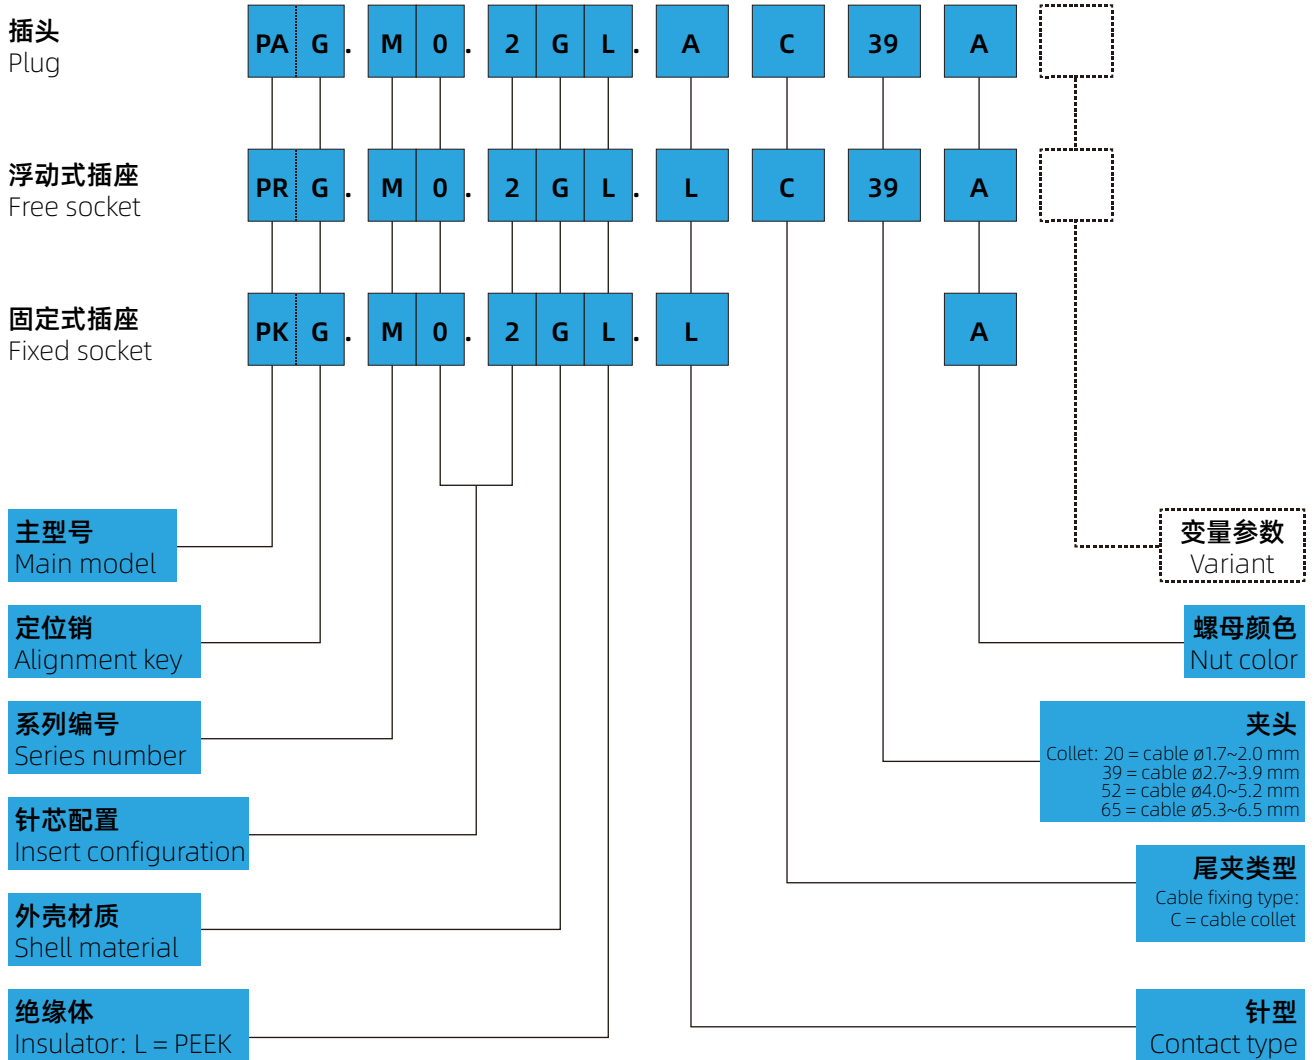 插头
Plug
PA G . M 0 . 2 G L . A C 39 A
浮动式插座
Free socket
PR G . M 0 . 2 G L . L C 39 A
固定式插座
Fixed socket
PK G . M 0 . 2 G L . L A
主型号
Main model
变量参数
Variant
定位销
Alignment key
螺母颜色
Nut color
系列编号
Series number
夹头
Collet: 20 = cable ø1.7~2.0 mm
39 = cable ø2.7~3.9 mm
52 = cable ø4.0~5.2 mm
65 = cable ø5.3~6.5 mm
针芯配置
Insert configuration
尾夹类型
Cable fixing type:
C = cable collet
外壳材质
Shell material
绝缘体
Insulator: L = PEEK
针型
Contact type